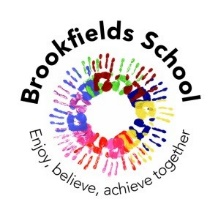 Brookfields School
Enjoy, believe, achieve together